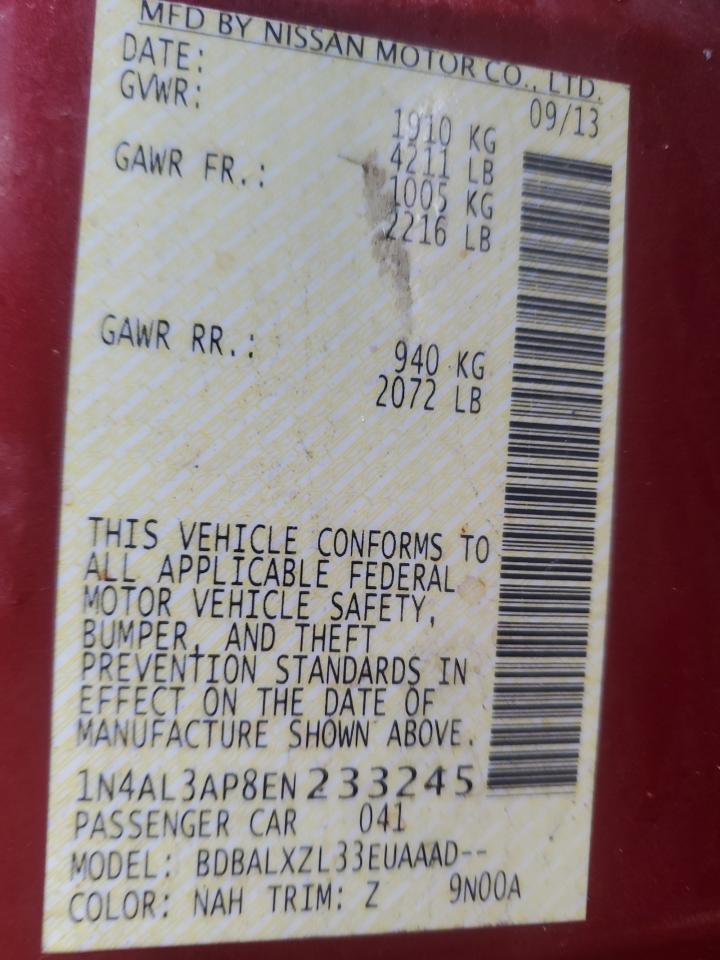 MFD BY NISSAN MOTOR CO., LTD.
DATE: 09/13
GVWR: 1910 KG
4211 LB
GAWR FR.: 1005 KG
2216 LB
GAWR RR.: 940 KG
2072 LB
THIS VEHICLE CONFORMS TO
ALL APPLICABLE FEDERAL
MOTOR VEHICLE SAFETY,
BUMPER, AND THEFT
PREVENTION STANDARDS IN
EFFECT ON THE DATE OF
MANUFACTURE SHOWN ABOVE.
1N4AL3AP8EN233245
PASSENGER CAR 041
MODEL: BDBALXZL33EUAAAD--
COLOR: NAH TRIM: Z 9N00A